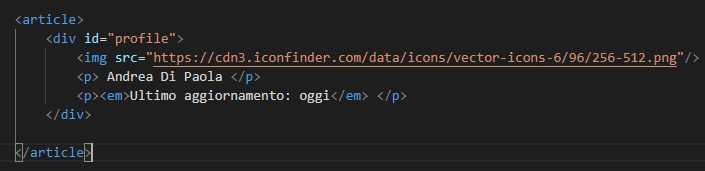 <article>
<div id="profile">
<img src="https://cdn3.iconfinder.com/data/icons/vector-icons-6/96/256-512.png"/>
<p> Andrea Di Paola </p>
<p><em>Ultimo aggiornamento: oggi</em> </p>
</div>
</article>